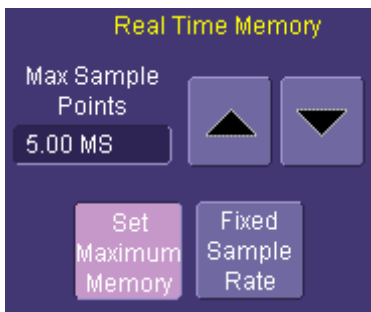 Real Time Memory
Max Sample
Points
5.00 MS
Set
Maximum
Memory
Fixed
Sample
Rate